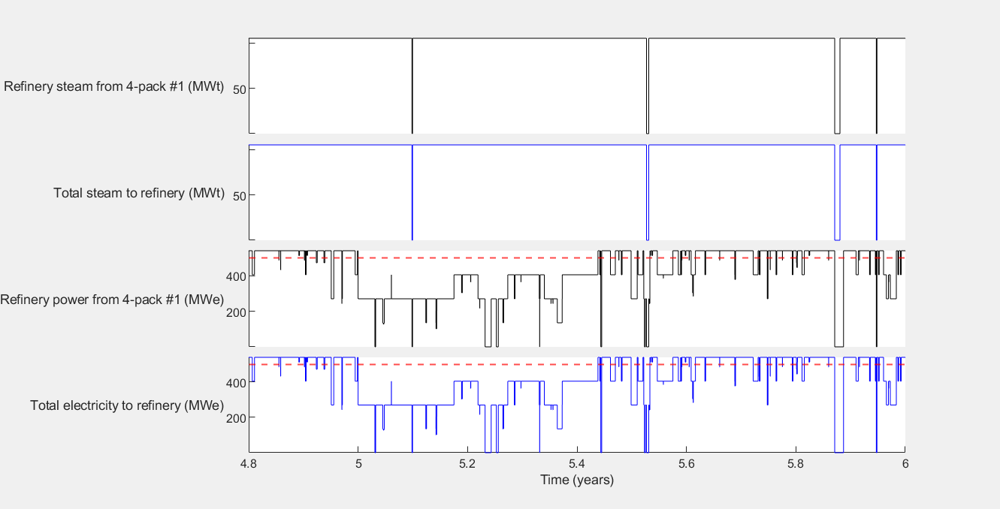 Refinery steam from 4-pack #1 (MWt)
50
Total steam to refinery (MWt)
50
400
Refinery power from 4-pack #1 (MWe)
200
400
Total electricity to refinery (MWe)
200
4.8 5 5.2 5.4 5.6 5.8 6
Time (years)